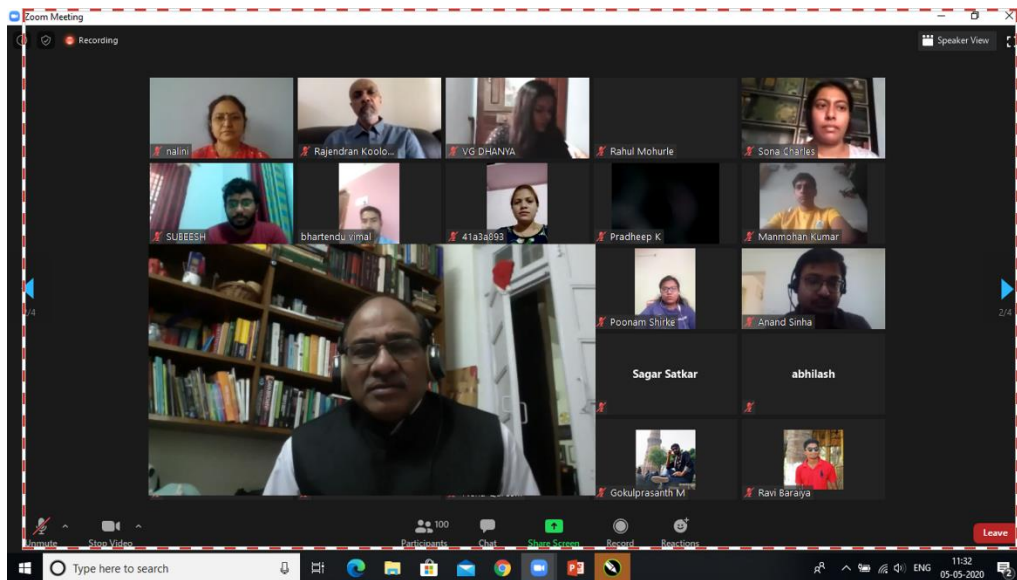 Zoom Meeting
Recording
Speaker View
nalini
Rajendran Koolo...
VG DHANYA
Rahul Mohurle
Sona Charles
SUBEESH
bhartendu vimal
41a3a893
Pradheep K
Manmohan Kumar
Poonam Shirke
Anand Sinha
2/4
Sagar Satkar
abhilash
Gokulprasanth M
Ravi Baraiya
Unmute
Stop Video
Participants
100
Chat
Share Screen
Record
Reactions
Leave
Type here to search
ENG
11:32
05-05-2020
2